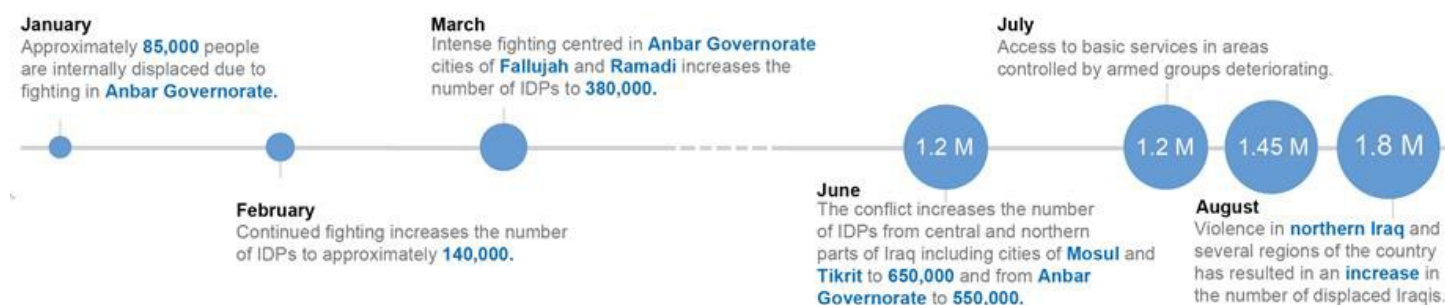 January
Approximately 85,000 people
are internally displaced due to
fighting in Anbar Governorate.
February
Continued fighting increases the number
of IDPs to approximately 140,000.
March
Intense fighting centred in Anbar Governorate
cities of Fallujah and Ramadi increases the
number of IDPs to 380,000.
1.2 M
June
The conflict increases the number
of IDPs from central and northern
parts of Iraq including cities of Mosul and
Tikrit to 650,000 and from Anbar
Governorate to 550,000.
July
Access to basic services in areas
controlled by armed groups deteriorating.
1.2 M
1.45 M
1.8 M
August
Violence in northern Iraq and
several regions of the country
has resulted in an increase in
the number of displaced Iraqis.